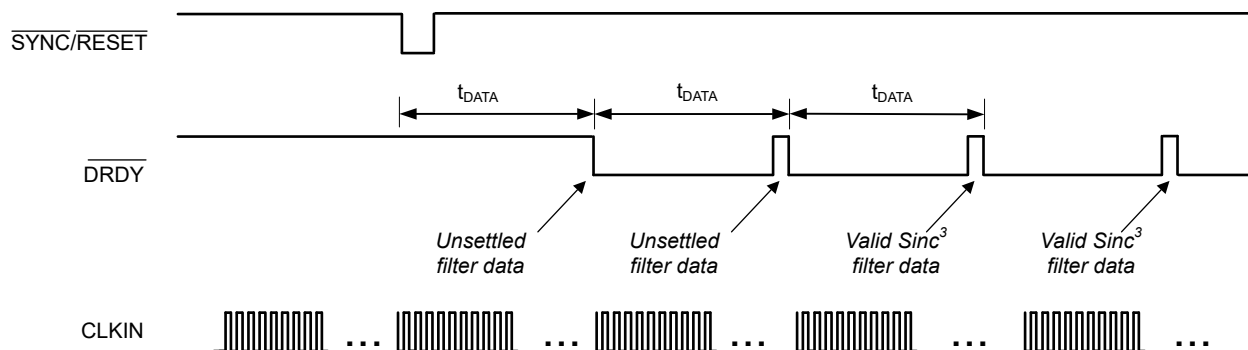 SYNC/RESET
tDATA tDATA tDATA
DRDY
Unsettled filter data
Unsettled filter data
Valid Sinc³ filter data
Valid Sinc³ filter data
CLKIN ... ... ... ... ...